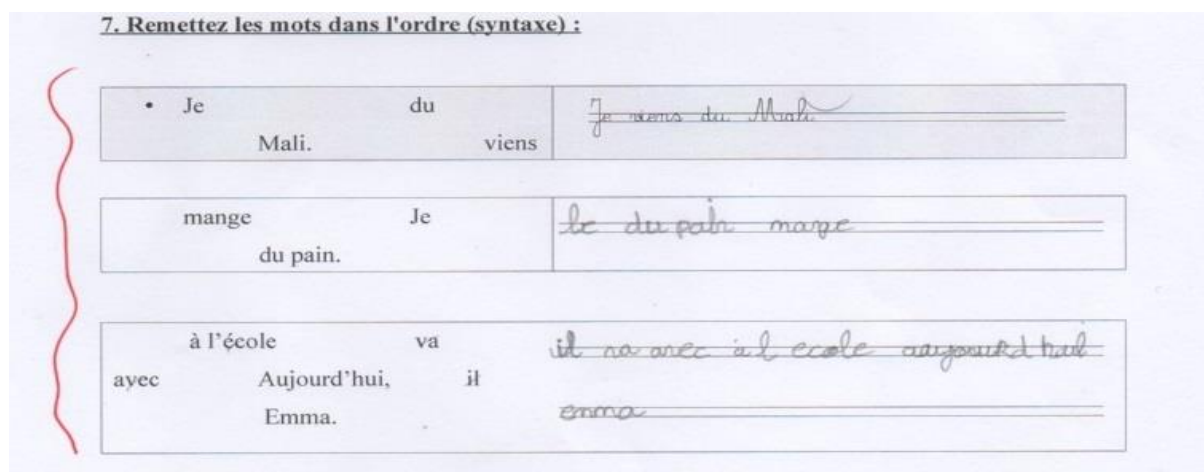 7. Remettez les mots dans l'ordre (syntaxe) :
• Je du
Mali. viens
Je viens du Mali
mange Je
du pain.
le du pain mange
à l'école va
avec Aujourd'hui, il
Emma.
il va avec à l ecole
emma